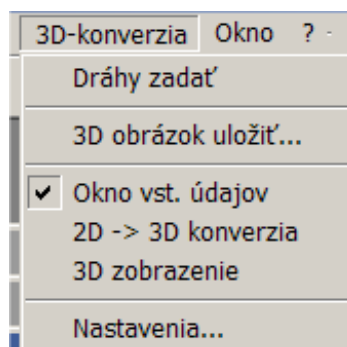 3D-konverzia Okno ?
Dráhy zadať
3D obrázok uložiť...
Okno vst. údajov
2D -> 3D konverzia
3D zobrazenie
Nastavenia...